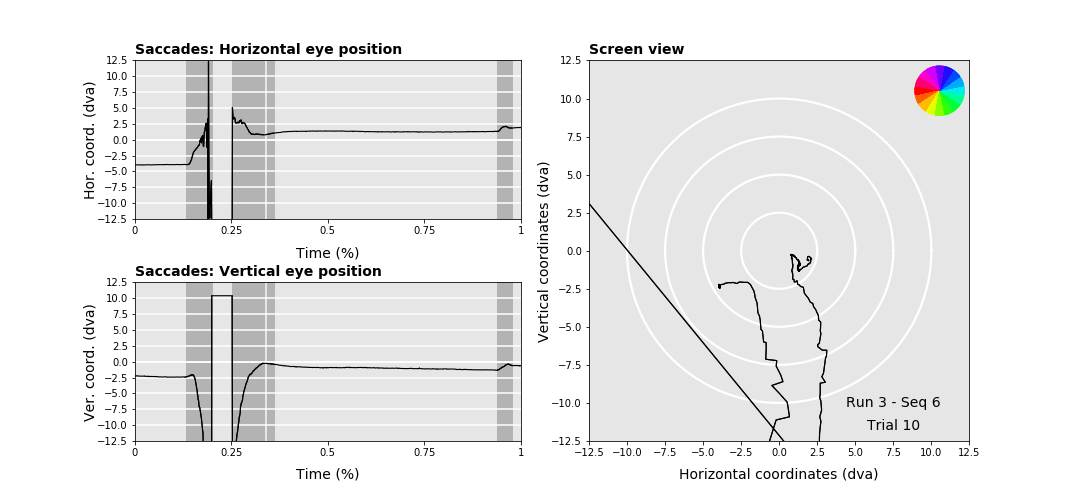 Saccades: Horizontal eye position
12.5
10.0
7.5
5.0
2.5
0.0
−2.5
−5.0
−7.5
−10.0
−12.5
Hor. coord. (dva)
0 0.25 0.5 0.75 1
Time (%)
Saccades: Vertical eye position
12.5
10.0
7.5
5.0
2.5
0.0
−2.5
−5.0
−7.5
−10.0
−12.5
Ver. coord. (dva)
0 0.25 0.5 0.75 1
Time (%)
Screen view
12.5
10.0
7.5
5.0
2.5
0.0
−2.5
−5.0
−7.5
−10.0
−12.5
Vertical coordinates (dva)
Run 3 - Seq 6
Trial 10
−12.5 −10.0 −7.5 −5.0 −2.5 0.0 2.5 5.0 7.5 10.0 12.5
Horizontal coordinates (dva)